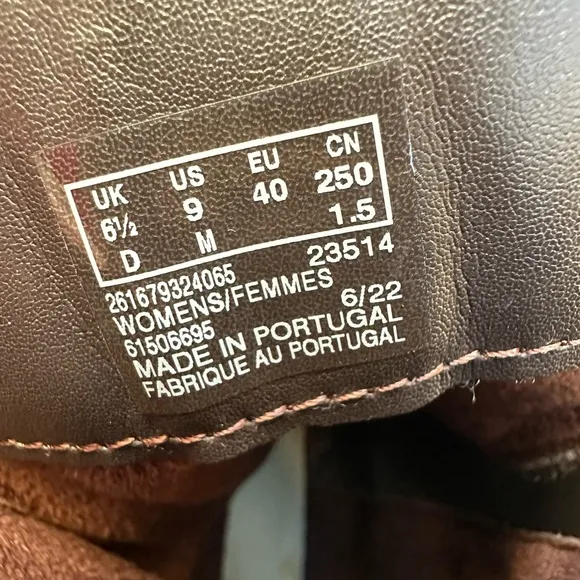 UK US EU CN
6½ 9 40 250
D M 1.5
261679324065 23514
WOMENS/FEMMES
61506695 6/22
MADE IN PORTUGAL
FABRIQUE AU PORTUGAL